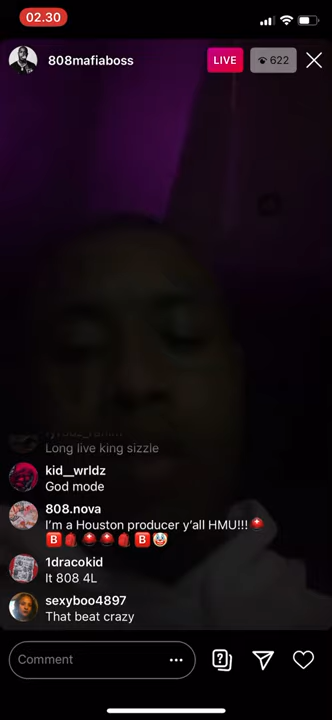 02.30
808mafiaboss
LIVE
622
Long live king sizzle
kid__wrldz
God mode
808.nova
I'm a Houston producer y'all HMU!!!
1dracokid
It 808 4L
sexyboo4897
That beat crazy
Comment